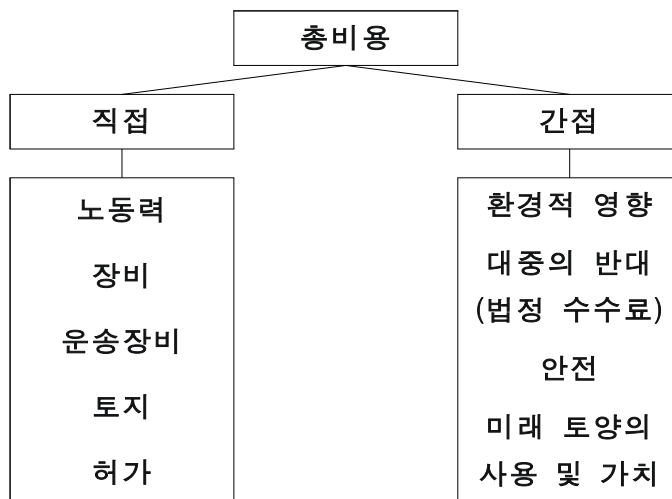 총비용
직접
간접
노동력
장비
운송장비
토지
허가
환경적 영향
대중의 반대
(법정 수수료)
안전
미래 토양의
사용 및 가치